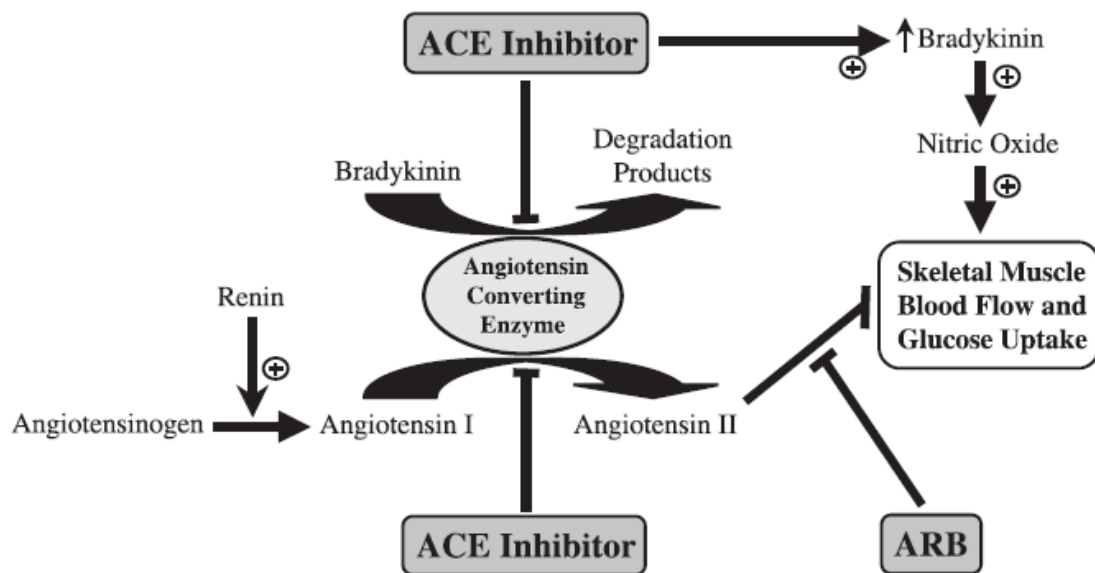 ACE Inhibitor
↑ Bradykinin
Degradation
Products
Nitric Oxide
Bradykinin
Angiotensin
Converting
Enzyme
Skeletal Muscle
Blood Flow and
Glucose Uptake
Renin
Angiotensinogen
Angiotensin I
Angiotensin II
ACE Inhibitor
ARB